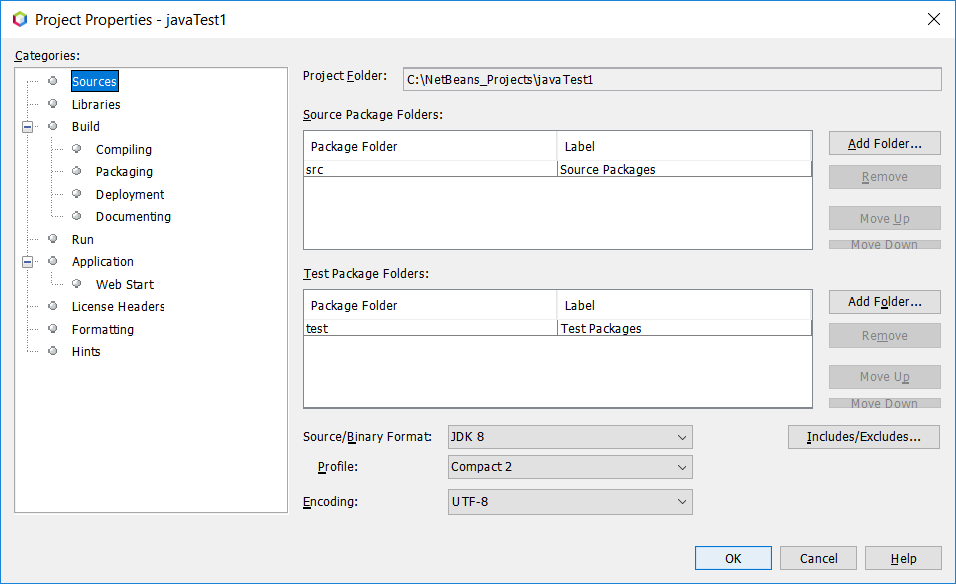 Project Properties - javaTest1
Categories:
Sources
Libraries
Build
Compiling
Packaging
Deployment
Documenting
Run
Application
Web Start
License Headers
Formatting
Hints
Project Folder: C:\NetBeans_Projects\javaTest1
Source Package Folders:
Package Folder Label
src Source Packages
Add Folder...
Remove
Move Up
Move Down
Test Package Folders:
Package Folder Label
test Test Packages
Add Folder...
Remove
Move Up
Move Down
Source/Binary Format: JDK 8 Includes/Excludes...
Profile: Compact 2
Encoding: UTF-8
OK Cancel Help